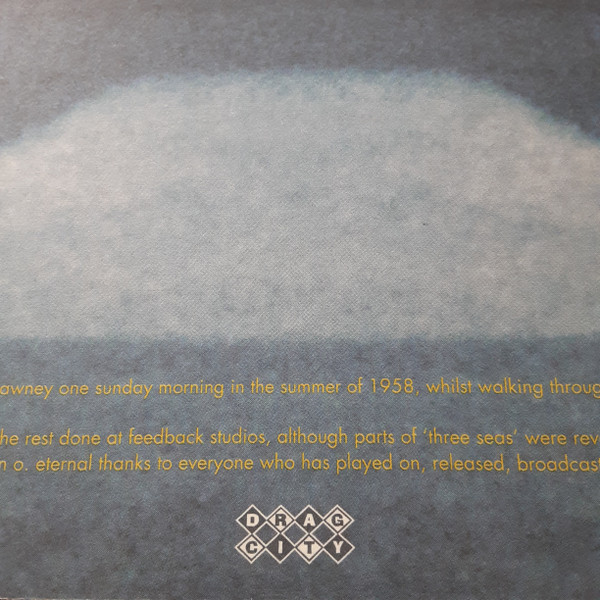 awney one sunday morning in the summer of 1958, whilst walking throug
he rest done at feedback studios, although parts of ‘three seas’ were rev
n o. eternal thanks to everyone who has played on, released, broadcast
DRAG
CITY